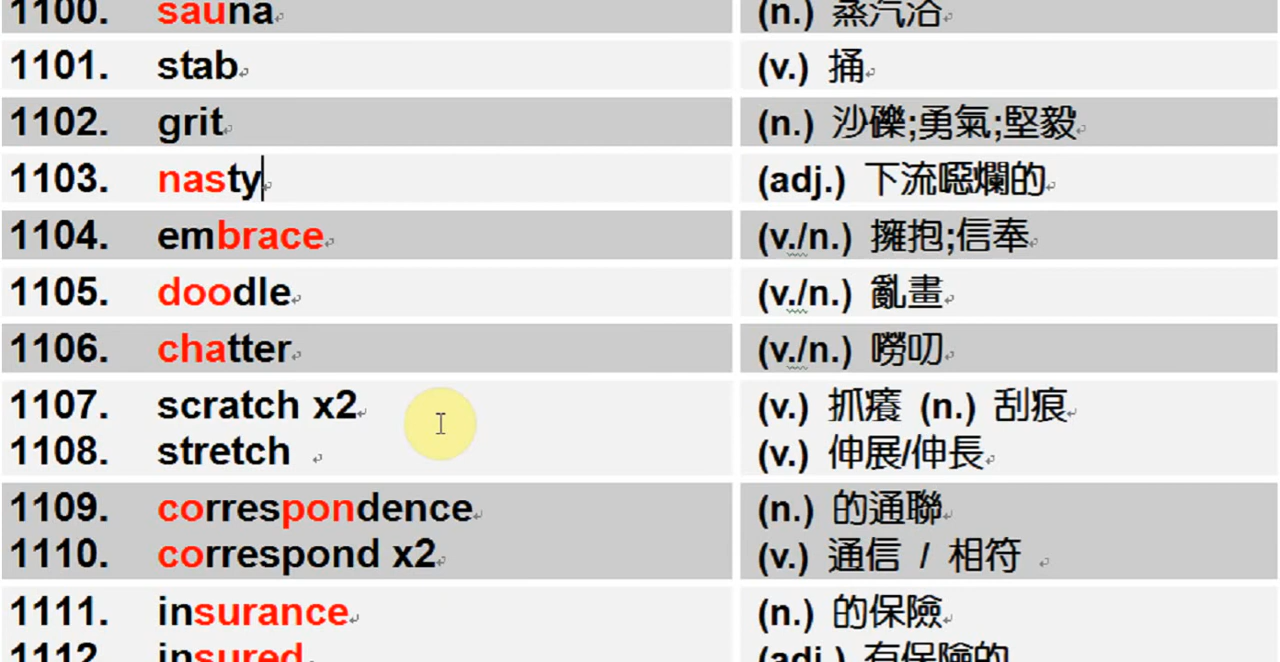 1100. sauna (n.) 蒸汽浴
1101. stab (v.) 捅
1102. grit (n.) 沙礫;勇氣;堅毅
1103. nasty (adj.) 下流噁爛的
1104. embrace (v./n.) 擁抱;信奉
1105. doodle (v./n.) 亂畫
1106. chatter (v./n.) 嘮叨
1107. scratch x2 (v.) 抓癢 (n.) 刮痕
1108. stretch (v.) 伸展/伸長
1109. correspondence (n.) 的通聯
1110. correspond x2 (v.) 通信 / 相符
1111. insurance (n.) 的保險
1112. insured (adj.) 有保險的